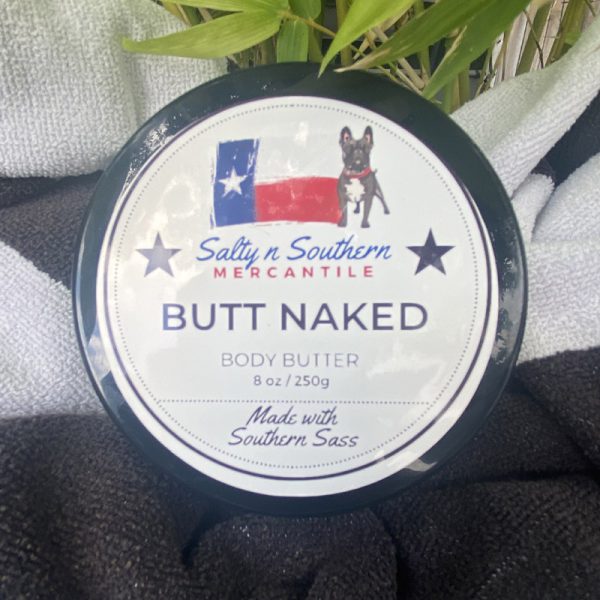 Salty n Southern
MERCANTILE
BUTT NAKED
BODY BUTTER
8 oz / 250g
Made with
Southern Sass